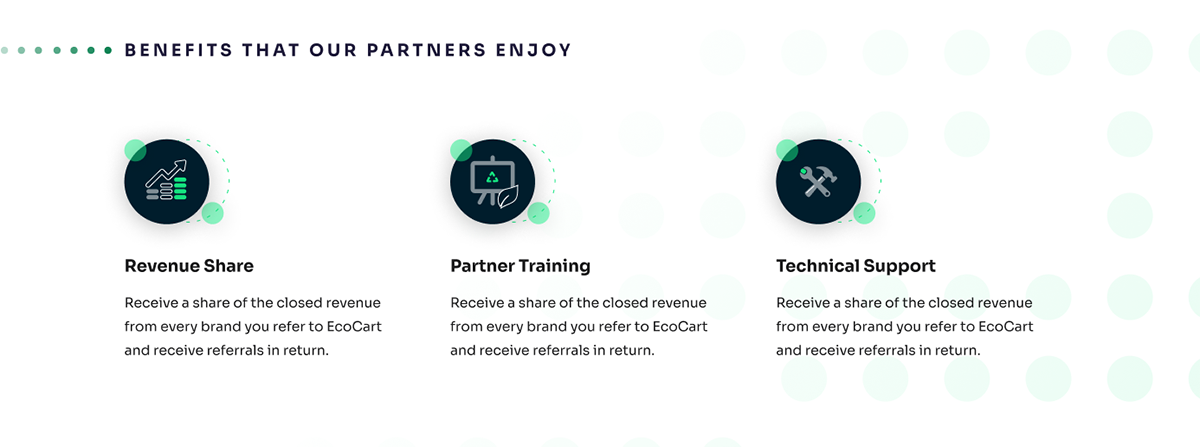 BENEFITS THAT OUR PARTNERS ENJOY
Revenue Share
Receive a share of the closed revenue
from every brand you refer to EcoCart
and receive referrals in return.
Partner Training
Receive a share of the closed revenue
from every brand you refer to EcoCart
and receive referrals in return.
Technical Support
Receive a share of the closed revenue
from every brand you refer to EcoCart
and receive referrals in return.